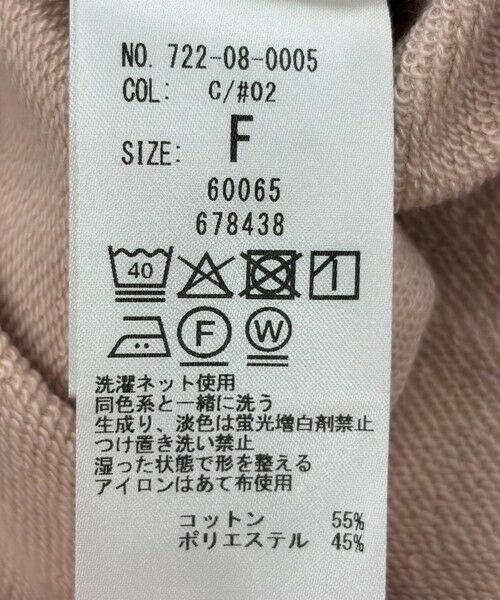 NO. 722-08-0005
COL: C/#02
SIZE: F
60065
678438
40
F W
洗濯ネット使用
同色系と一緒に洗う
生成り、淡色は蛍光増白剤禁止
つけ置き洗い禁止
湿った状態で形を整える
アイロンはあて布使用
コットン 55%
ポリエステル 45%